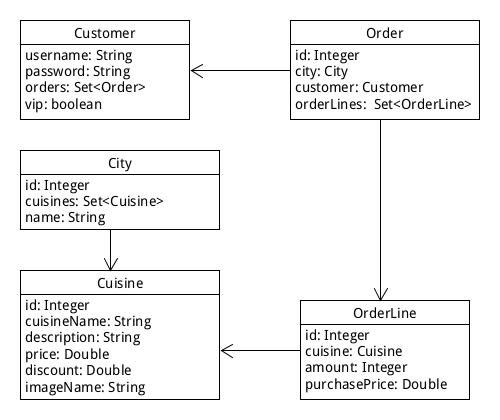 Customer
username: String
password: String
orders: Set<Order>
vip: boolean
Order
id: Integer
city: City
customer: Customer
orderLines:  Set<OrderLine>
City
id: Integer
cuisines: Set<Cuisine>
name: String
Cuisine
id: Integer
cuisineName: String
description: String
price: Double
discount: Double
imageName: String
OrderLine
id: Integer
cuisine: Cuisine
amount: Integer
purchasePrice: Double